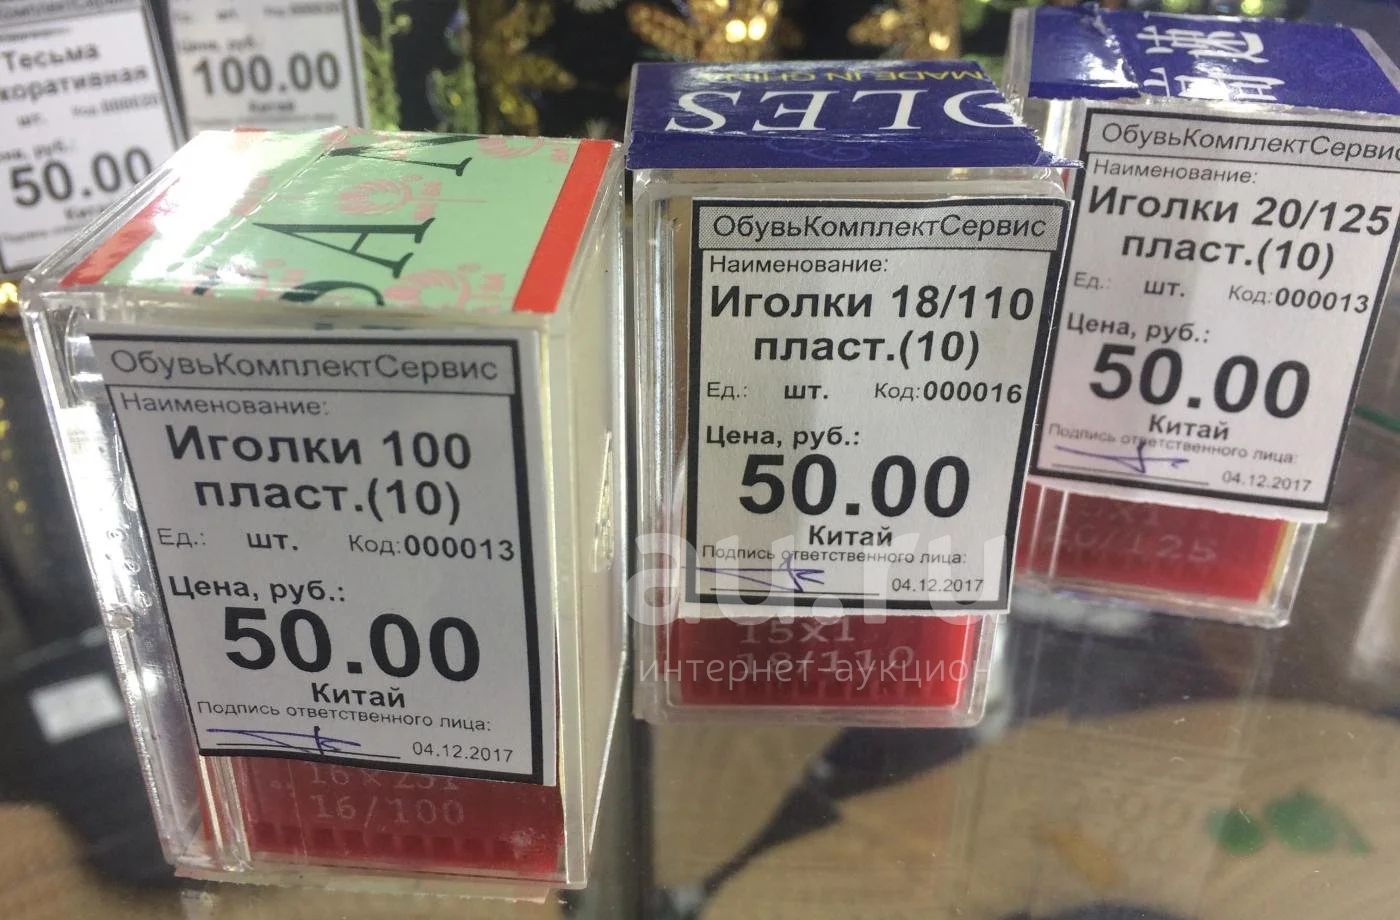 Тесьма
коративная
шт.
50.00
Цена, руб.:
100.00
Китай
MADE IN CHINA
ОбувьКомплектСервис
Наименование:
Иголки 100
пласт.(10)
Ед.: шт. Код:000013
Цена, руб.:
50.00
Китай
Подпись ответственного лица:
04.12.2017
16/100
ОбувьКомплектСервис
Наименование:
Иголки 18/110
пласт.(10)
Ед.: шт. Код:000016
Цена, руб.:
50.00
Китай
Подпись ответственного лица:
04.12.2017
15x1
18/110
ОбувьКомплектСервис
Наименование:
Иголки 20/125
пласт.(10)
Ед.: шт. Код:000013
Цена, руб.:
50.00
Китай
Подпись ответственного лица:
04.12.2017
20/125
au.ru
интернет-аукцион